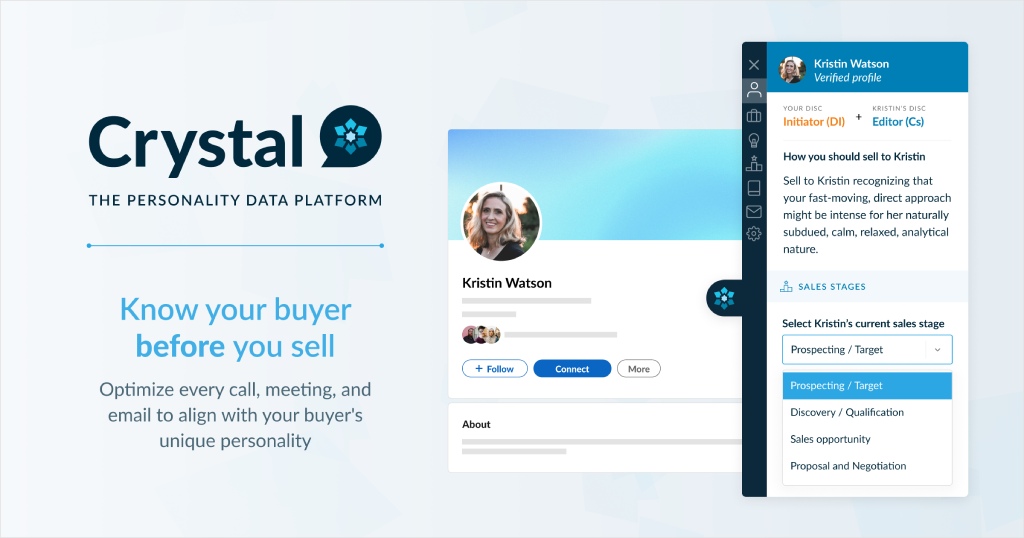 Crystal
THE PERSONALITY DATA PLATFORM
Know your buyer
before you sell
Optimize every call, meeting, and
email to align with your buyer's
unique personality
Kristin Watson
+ Follow
Connect
More
About
Kristin Watson
Verified profile
YOUR DISC
Initiator (DI)
+
KRISTIN'S DISC
Editor (Cs)
How you should sell to Kristin
Sell to Kristin recognizing that
your fast-moving, direct approach
might be intense for her naturally
subdued, calm, relaxed, analytical
nature.
SALES STAGES
Select Kristin's current sales stage
Prospecting / Target
Prospecting / Target
Discovery / Qualification
Sales opportunity
Proposal and Negotiation